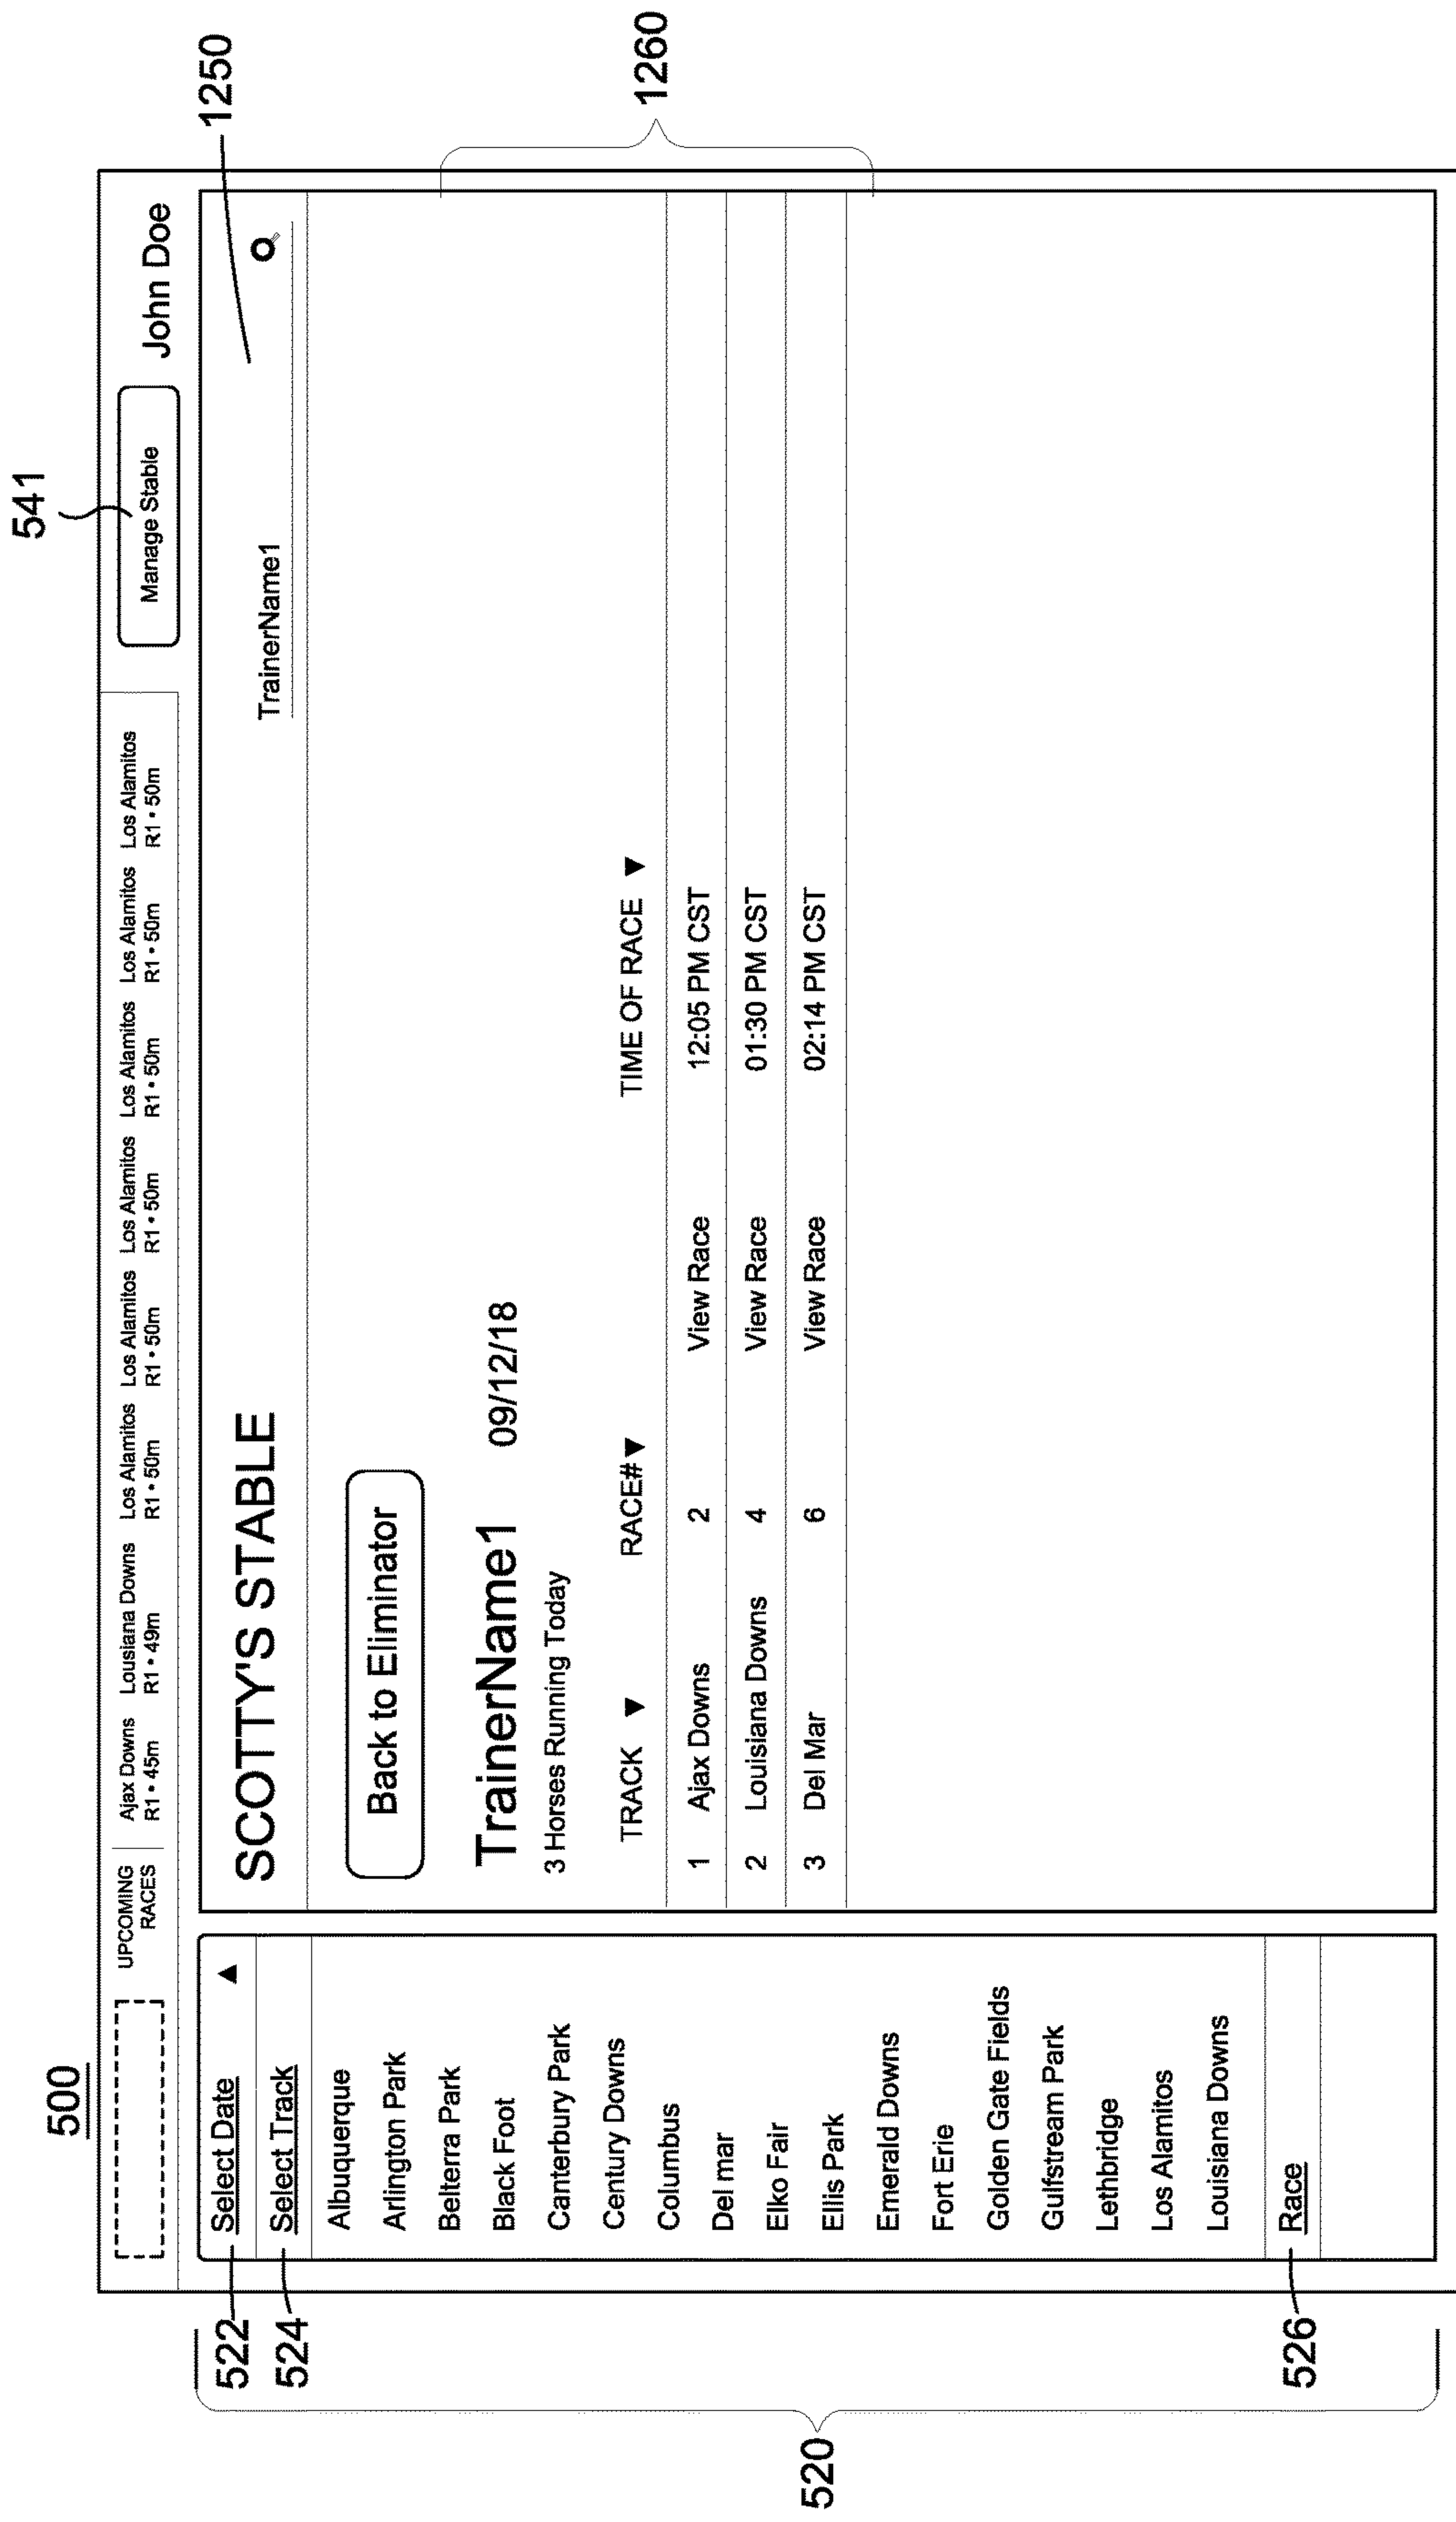 500
541
1250
UPCOMING
RACES
Ajax Downs
R1 • 45m
Lousiana Downs
R1 • 49m
Los Alamitos
R1 • 50m
Los Alamitos
R1 • 50m
Los Alamitos
R1 • 50m
Los Alamitos
R1 • 50m
Los Alamitos
R1 • 50m
Los Alamitos
R1 • 50m
Manage Stable
John Doe
520
522
Select Date ▲
524
Select Track
Albuquerque
Arlington Park
Belterra Park
Black Foot
Canterbury Park
Century Downs
Columbus
Del mar
Elko Fair
Ellis Park
Emerald Downs
Fort Erie
Golden Gate Fields
Gulfstream Park
Lethbridge
Los Alamitos
Louisiana Downs
526
Race
SCOTTY'S STABLE
TrainerName1
Back to Eliminator
TrainerName1 09/12/18
3 Horses Running Today
TRACK ▼ RACE#▼ TIME OF RACE ▼
1 Ajax Downs 2 View Race 12:05 PM CST
2 Louisiana Downs 4 View Race 01:30 PM CST
3 Del Mar 6 View Race 02:14 PM CST
1260